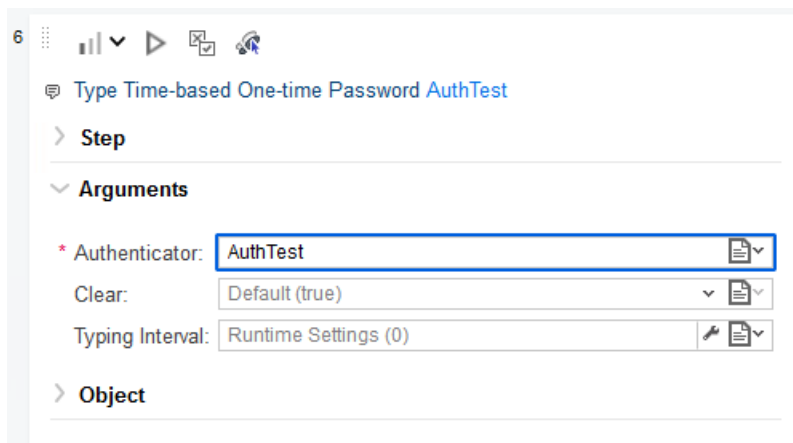 6
Type Time-based One-time Password AuthTest
Step
Arguments
* Authenticator: AuthTest
Clear: Default (true)
Typing Interval: Runtime Settings (0)
Object